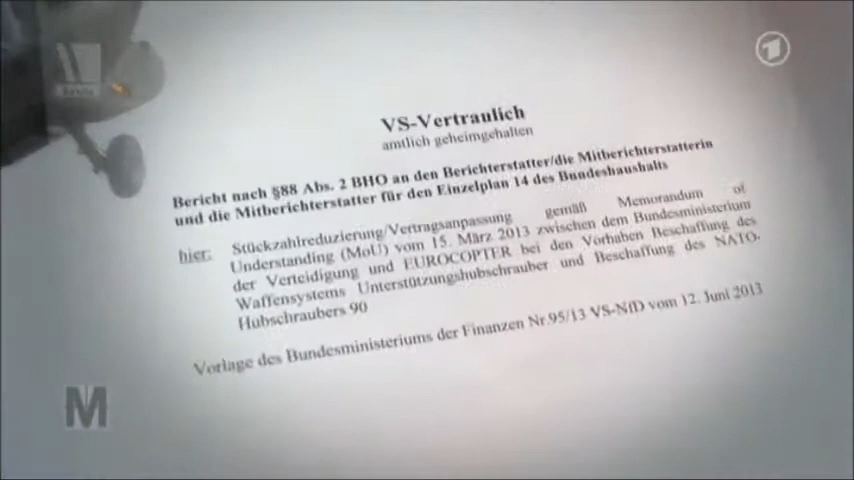 VS-Vertraulich
amtlich geheimgehalten
Bericht nach §88 Abs. 2 BHO an den Berichterstatter/die Mitberichterstatterin
und die Mitberichterstatter für den Einzelplan 14 des Bundeshaushalts
hier: Stückzahlreduzierung/Vertragsanpassung gemäß Memorandum of
Understanding (MoU) vom 15. März 2013 zwischen dem Bundesministerium
der Verteidigung und EUROCOPTER bei den Vorhaben Beschaffung des
Waffensystems Unterstützungshubschrauber und Beschaffung des NATO-
Hubschraubers 90
Vorlage des Bundesministeriums der Finanzen Nr.95/13 VS-NfD vom 12. Juni 2013
1
M